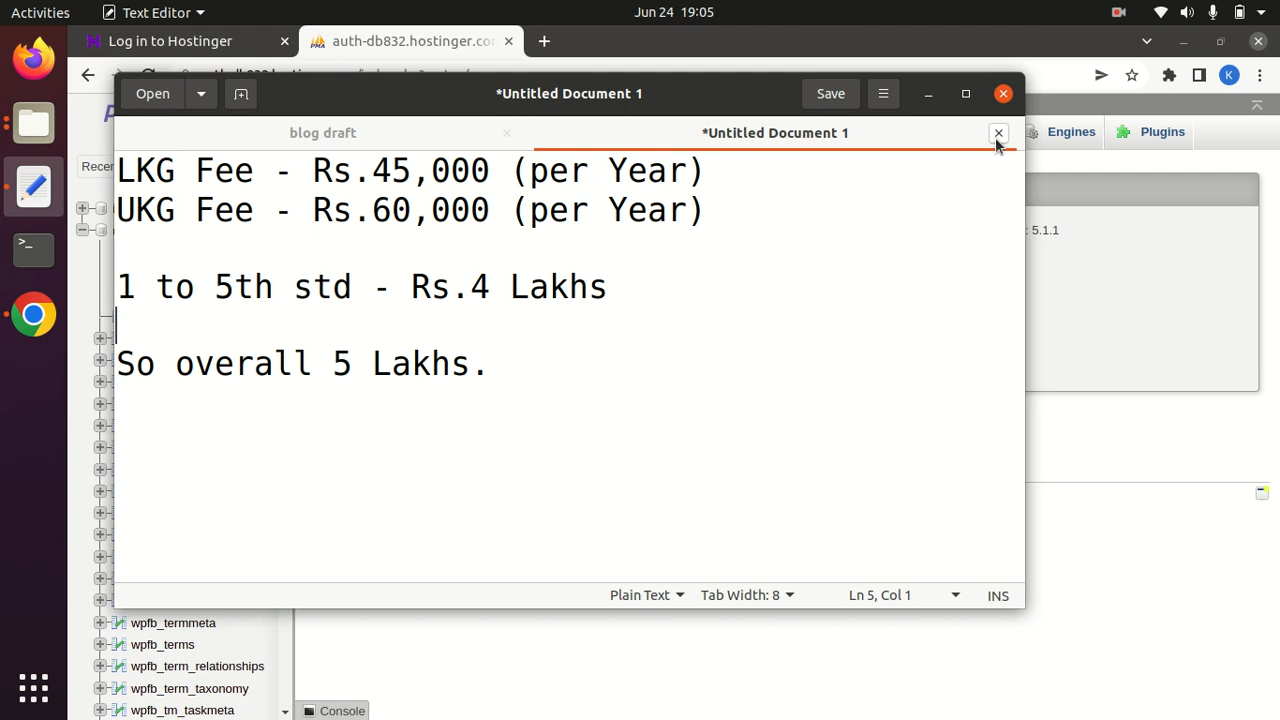 Activities Text Editor Jun 24 19:05
Log in to Hostinger auth-db832.hostinger.co
Open *Untitled Document 1 Save K
blog draft *Untitled Document 1 Engines Plugins
LKG Fee - Rs.45,000 (per Year)
UKG Fee - Rs.60,000 (per Year)
: 5.1.1
1 to 5th std - Rs.4 Lakhs
So overall 5 Lakhs.
Plain Text Tab Width: 8 Ln 5, Col 1 INS
wpfb_termmeta
wpfb_terms
wpfb_term_relationships
wpfb_term_taxonomy
wpfb_tm_taskmeta
Console